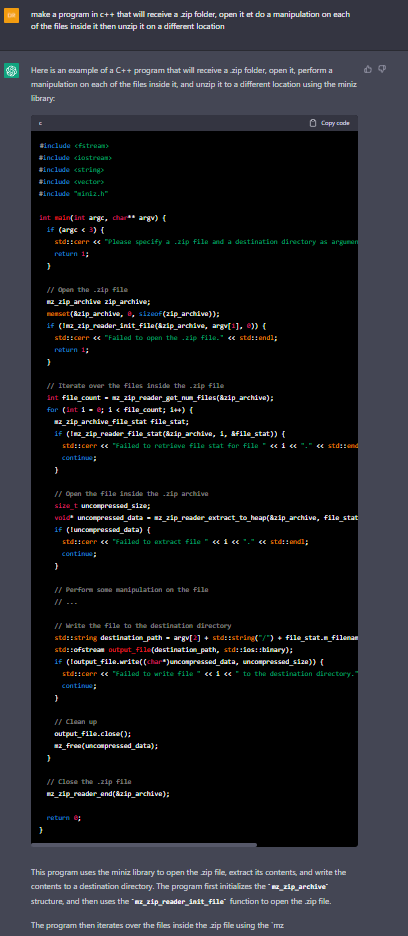 make a program in c++ that will receive a .zip folder, open it et do a manipulation on each
of the files inside it then unzip it on a different location
Here is an example of a C++ program that will receive a .zip folder, open it, perform a
manipulation on each of the files inside it, and unzip it to a different location using the miniz
library:
c
Copy code
#include <fstream>
#include <iostream>
#include <string>
#include <vector>
#include "miniz.h"
int main(int argc, char** argv) {
if (argc < 3) {
std::cerr << "Please specify a .zip file and a destination directory as argumen
return 1;
}
// Open the .zip file
mz_zip_archive zip_archive;
memset(&zip_archive, 0, sizeof(zip_archive));
if (!mz_zip_reader_init_file(&zip_archive, argv[1], 0)) {
std::cerr << "Failed to open the .zip file." << std::endl;
return 1;
}
// Iterate over the files inside the .zip file
int file_count = mz_zip_reader_get_num_files(&zip_archive);
for (int i = 0; i < file_count; i++) {
mz_zip_archive_file_stat file_stat;
if (!mz_zip_reader_file_stat(&zip_archive, i, &file_stat)) {
std::cerr << "Failed to retrieve file stat for file " << i << "." << std::end
continue;
}
// Open the file inside the .zip archive
size_t uncompressed_size;
void* uncompressed_data = mz_zip_reader_extract_to_heap(&zip_archive, file_stat
if (!uncompressed_data) {
std::cerr << "Failed to extract file " << i << "." << std::endl;
continue;
}
// Perform some manipulation on the file
// ...
// Write the file to the destination directory
std::string destination_path = argv[2] + std::string("/") + file_stat.m_filenam
std::ofstream output_file(destination_path, std::ios::binary);
if (!output_file.write((char*)uncompressed_data, uncompressed_size)) {
std::cerr << "Failed to write file " << i << " to the destination directory."
continue;
}
// Clean up
output_file.close();
mz_free(uncompressed_data);
}
// Close the .zip file
mz_zip_reader_end(&zip_archive);
return 0;
}
This program uses the miniz library to open the .zip file, extract its contents, and write the
contents to a destination directory. The program first initializes the `mz_zip_archive`
structure, and then uses the `mz_zip_reader_init_file` function to open the .zip file.
The program then iterates over the files inside the .zip file using the `mz